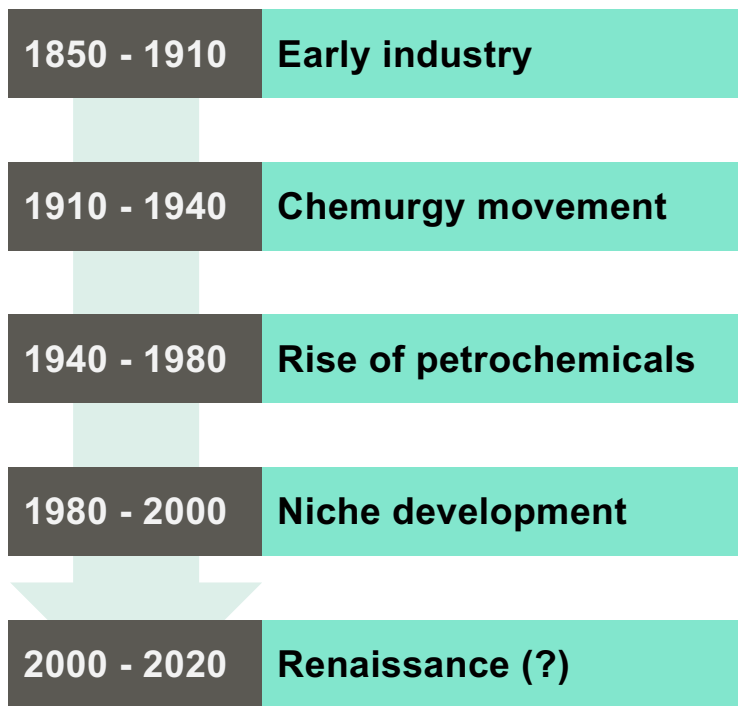 1850 - 1910 Early industry
1910 - 1940 Chemurgy movement
1940 - 1980 Rise of petrochemicals
1980 - 2000 Niche development
2000 - 2020 Renaissance (?)